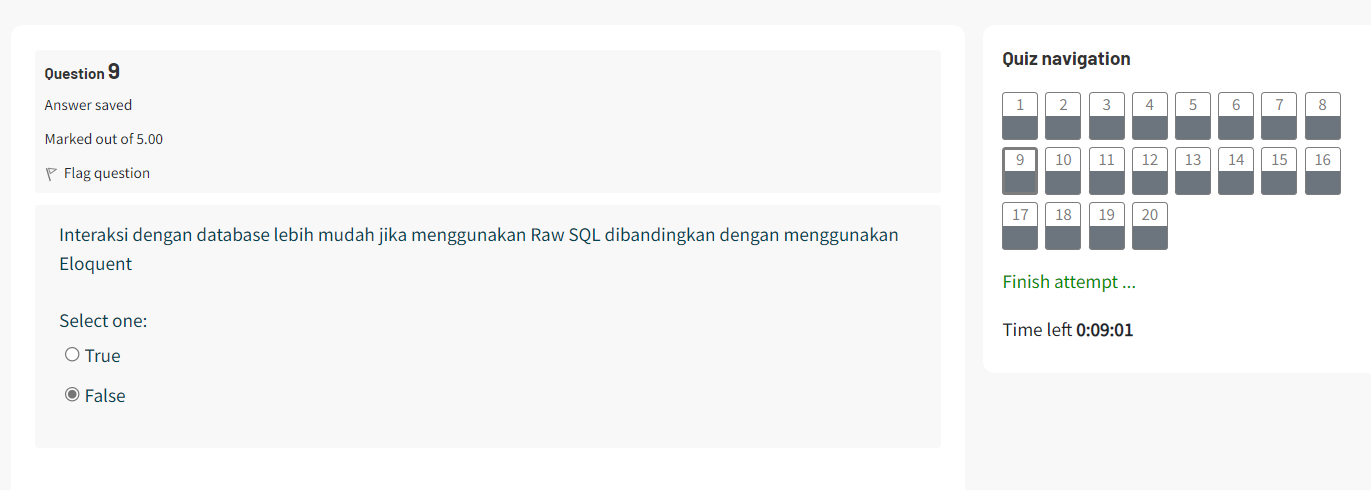 Question 9
Answer saved
Marked out of 5.00
Flag question
Interaksi dengan database lebih mudah jika menggunakan Raw SQL dibandingkan dengan menggunakan
Eloquent
Select one:
True
False
Quiz navigation
1 2 3 4 5 6 7 8
9 10 11 12 13 14 15 16
17 18 19 20
Finish attempt ...
Time left 0:09:01